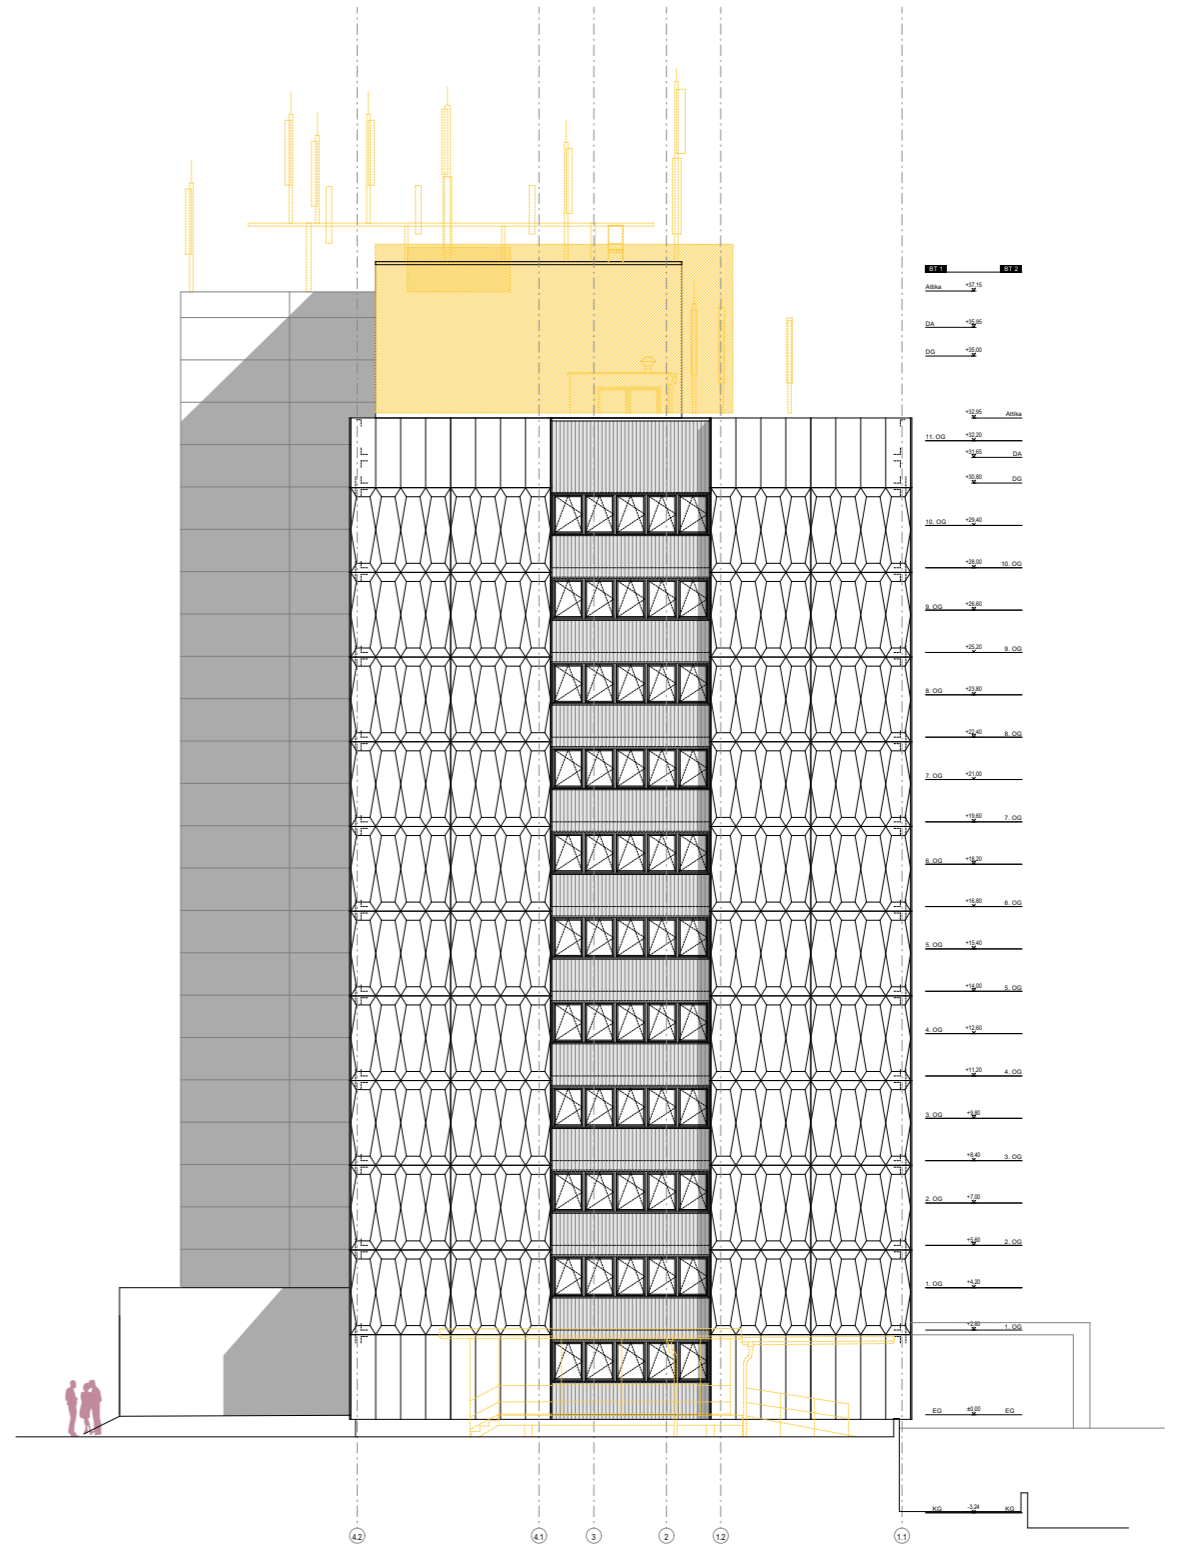 BT 1 BT 2
Attika +37,15
DA +35,95
DG +35,00
+32,95 Attika
11. OG +32,20
+31,65 DA
+30,80 DG
10. OG +29,40
+28,00 10. OG
9. OG +26,60
+25,20 9. OG
8. OG +23,80
+22,40 8. OG
7. OG +21,00
+19,60 7. OG
6. OG +18,20
+16,80 6. OG
5. OG +15,40
+14,00 5. OG
4. OG +12,60
+11,20 4. OG
3. OG +9,80
+8,40 3. OG
2. OG +7,00
+5,60 2. OG
1. OG +4,20
+2,80 1. OG
EG ±0,00 EG
KG -3,24 KG
4.2 4.1 3 2 1.2 1.1